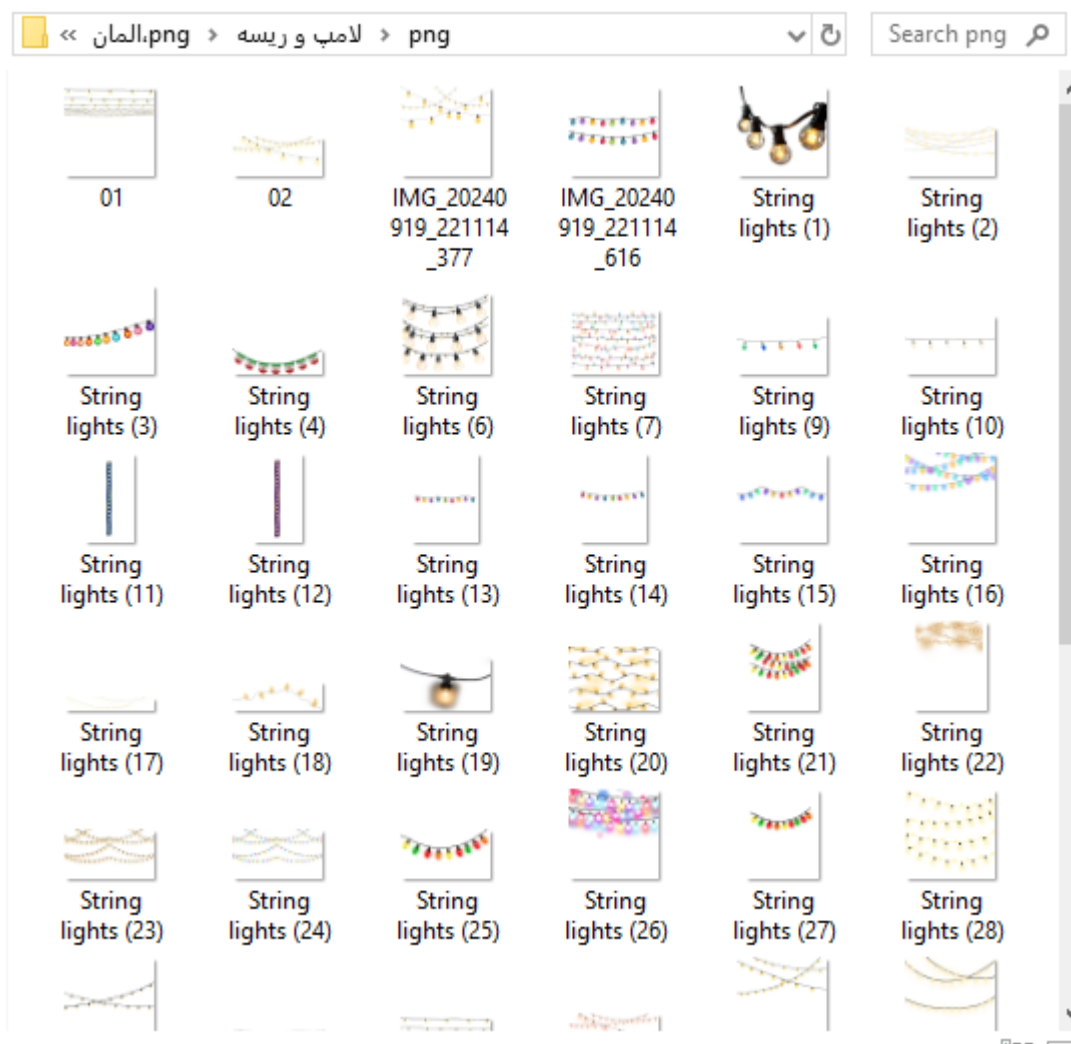 « المان،png › لامپ و ریسه › png
Search png
01
02
IMG_20240
919_221114
_377
IMG_20240
919_221114
_616
String
lights (1)
String
lights (2)
String
lights (3)
String
lights (4)
String
lights (6)
String
lights (7)
String
lights (9)
String
lights (10)
String
lights (11)
String
lights (12)
String
lights (13)
String
lights (14)
String
lights (15)
String
lights (16)
String
lights (17)
String
lights (18)
String
lights (19)
String
lights (20)
String
lights (21)
String
lights (22)
String
lights (23)
String
lights (24)
String
lights (25)
String
lights (26)
String
lights (27)
String
lights (28)